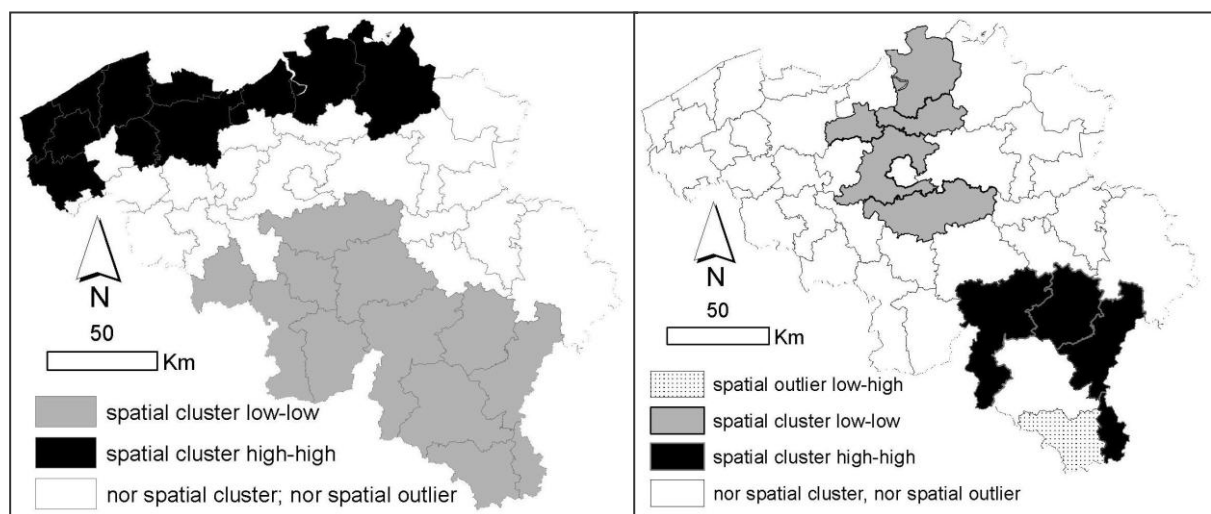 N
50
Km
spatial cluster low-low
spatial cluster high-high
nor spatial cluster; nor spatial outlier
N
50
Km
spatial outlier low-high
spatial cluster low-low
spatial cluster high-high
nor spatial cluster, nor spatial outlier